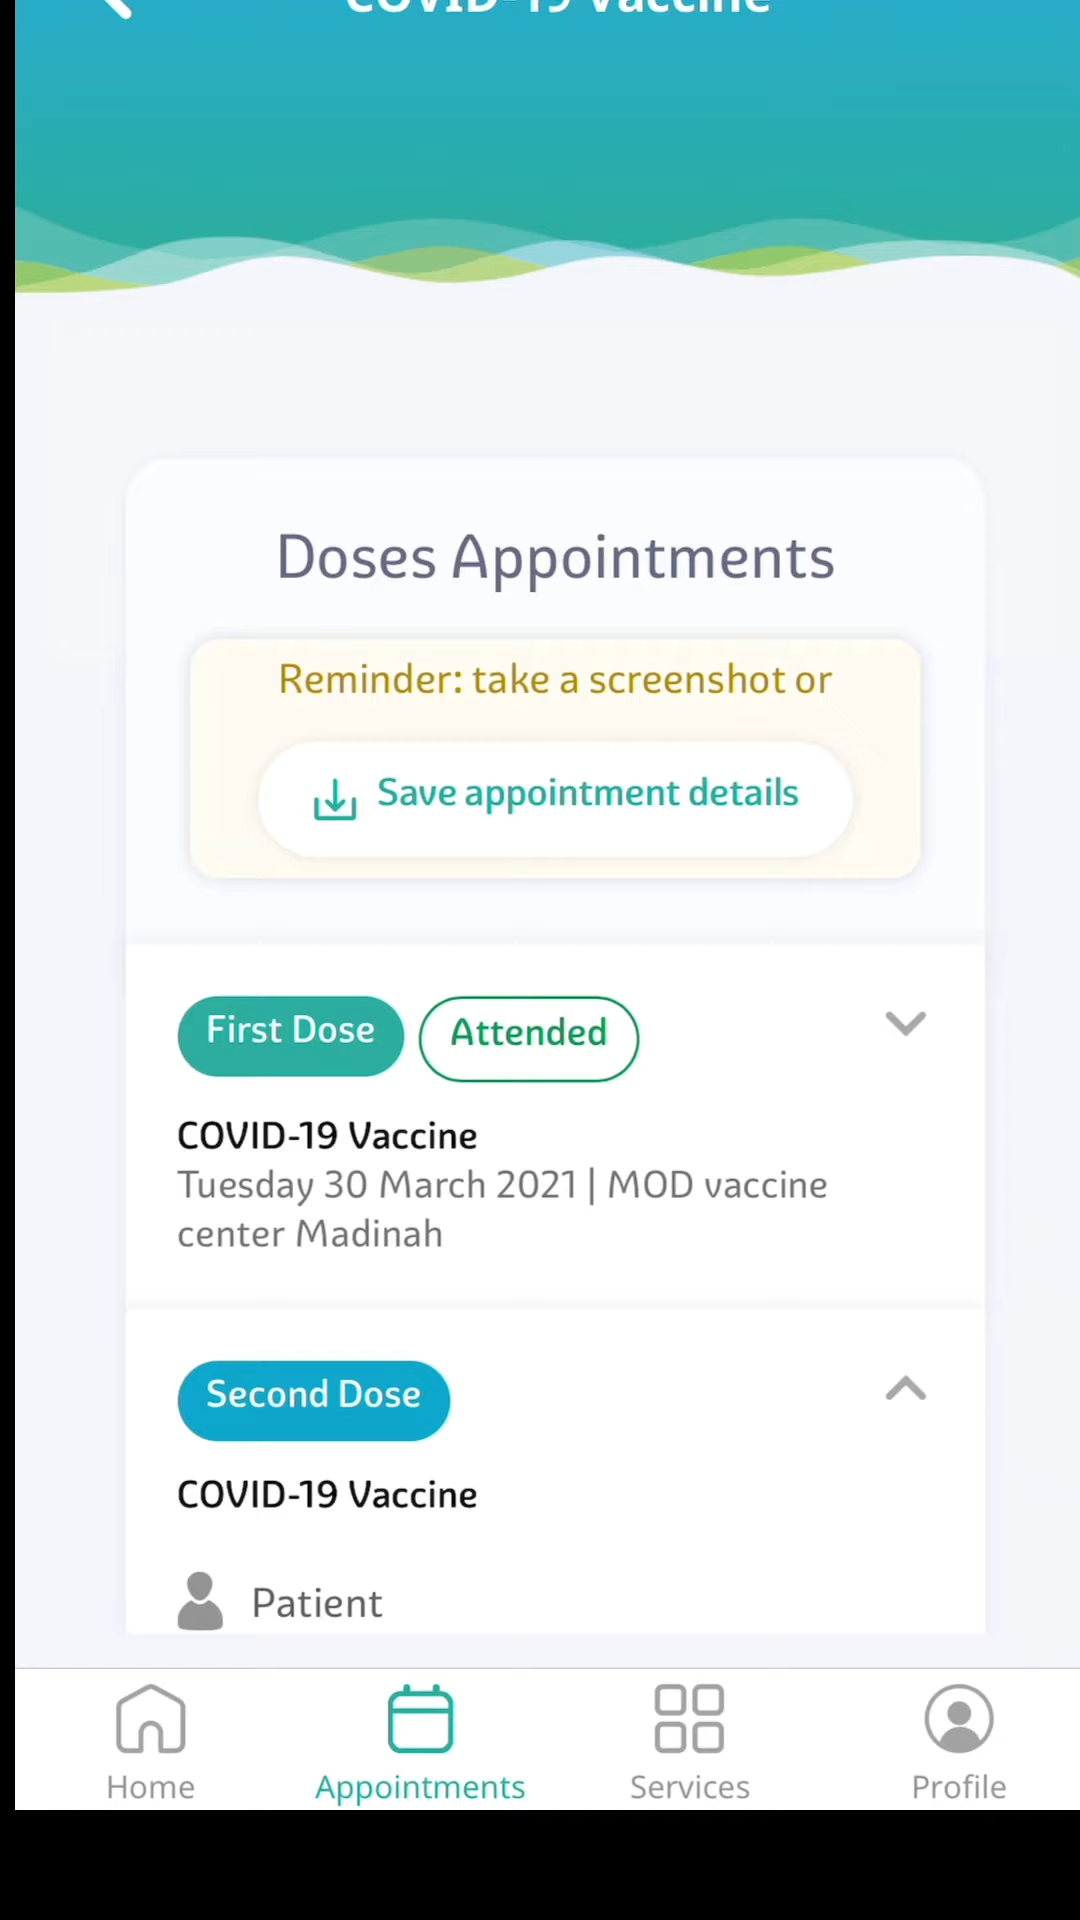 COVID-19 Vaccine
Doses Appointments
Reminder: take a screenshot or
Save appointment details
First Dose
Attended
COVID-19 Vaccine
Tuesday 30 March 2021 | MOD vaccine
center Madinah
Second Dose
COVID-19 Vaccine
Patient
Home
Appointments
Services
Profile